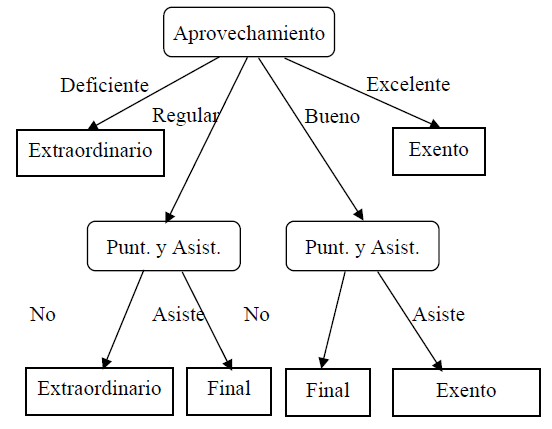 Aprovechamiento
Deficiente
Excelente
Regular
Bueno
Extraordinario
Exento
Punt. y Asist.
Punt. y Asist.
No
Asiste
No
Asiste
Extraordinario
Final
Final
Exento